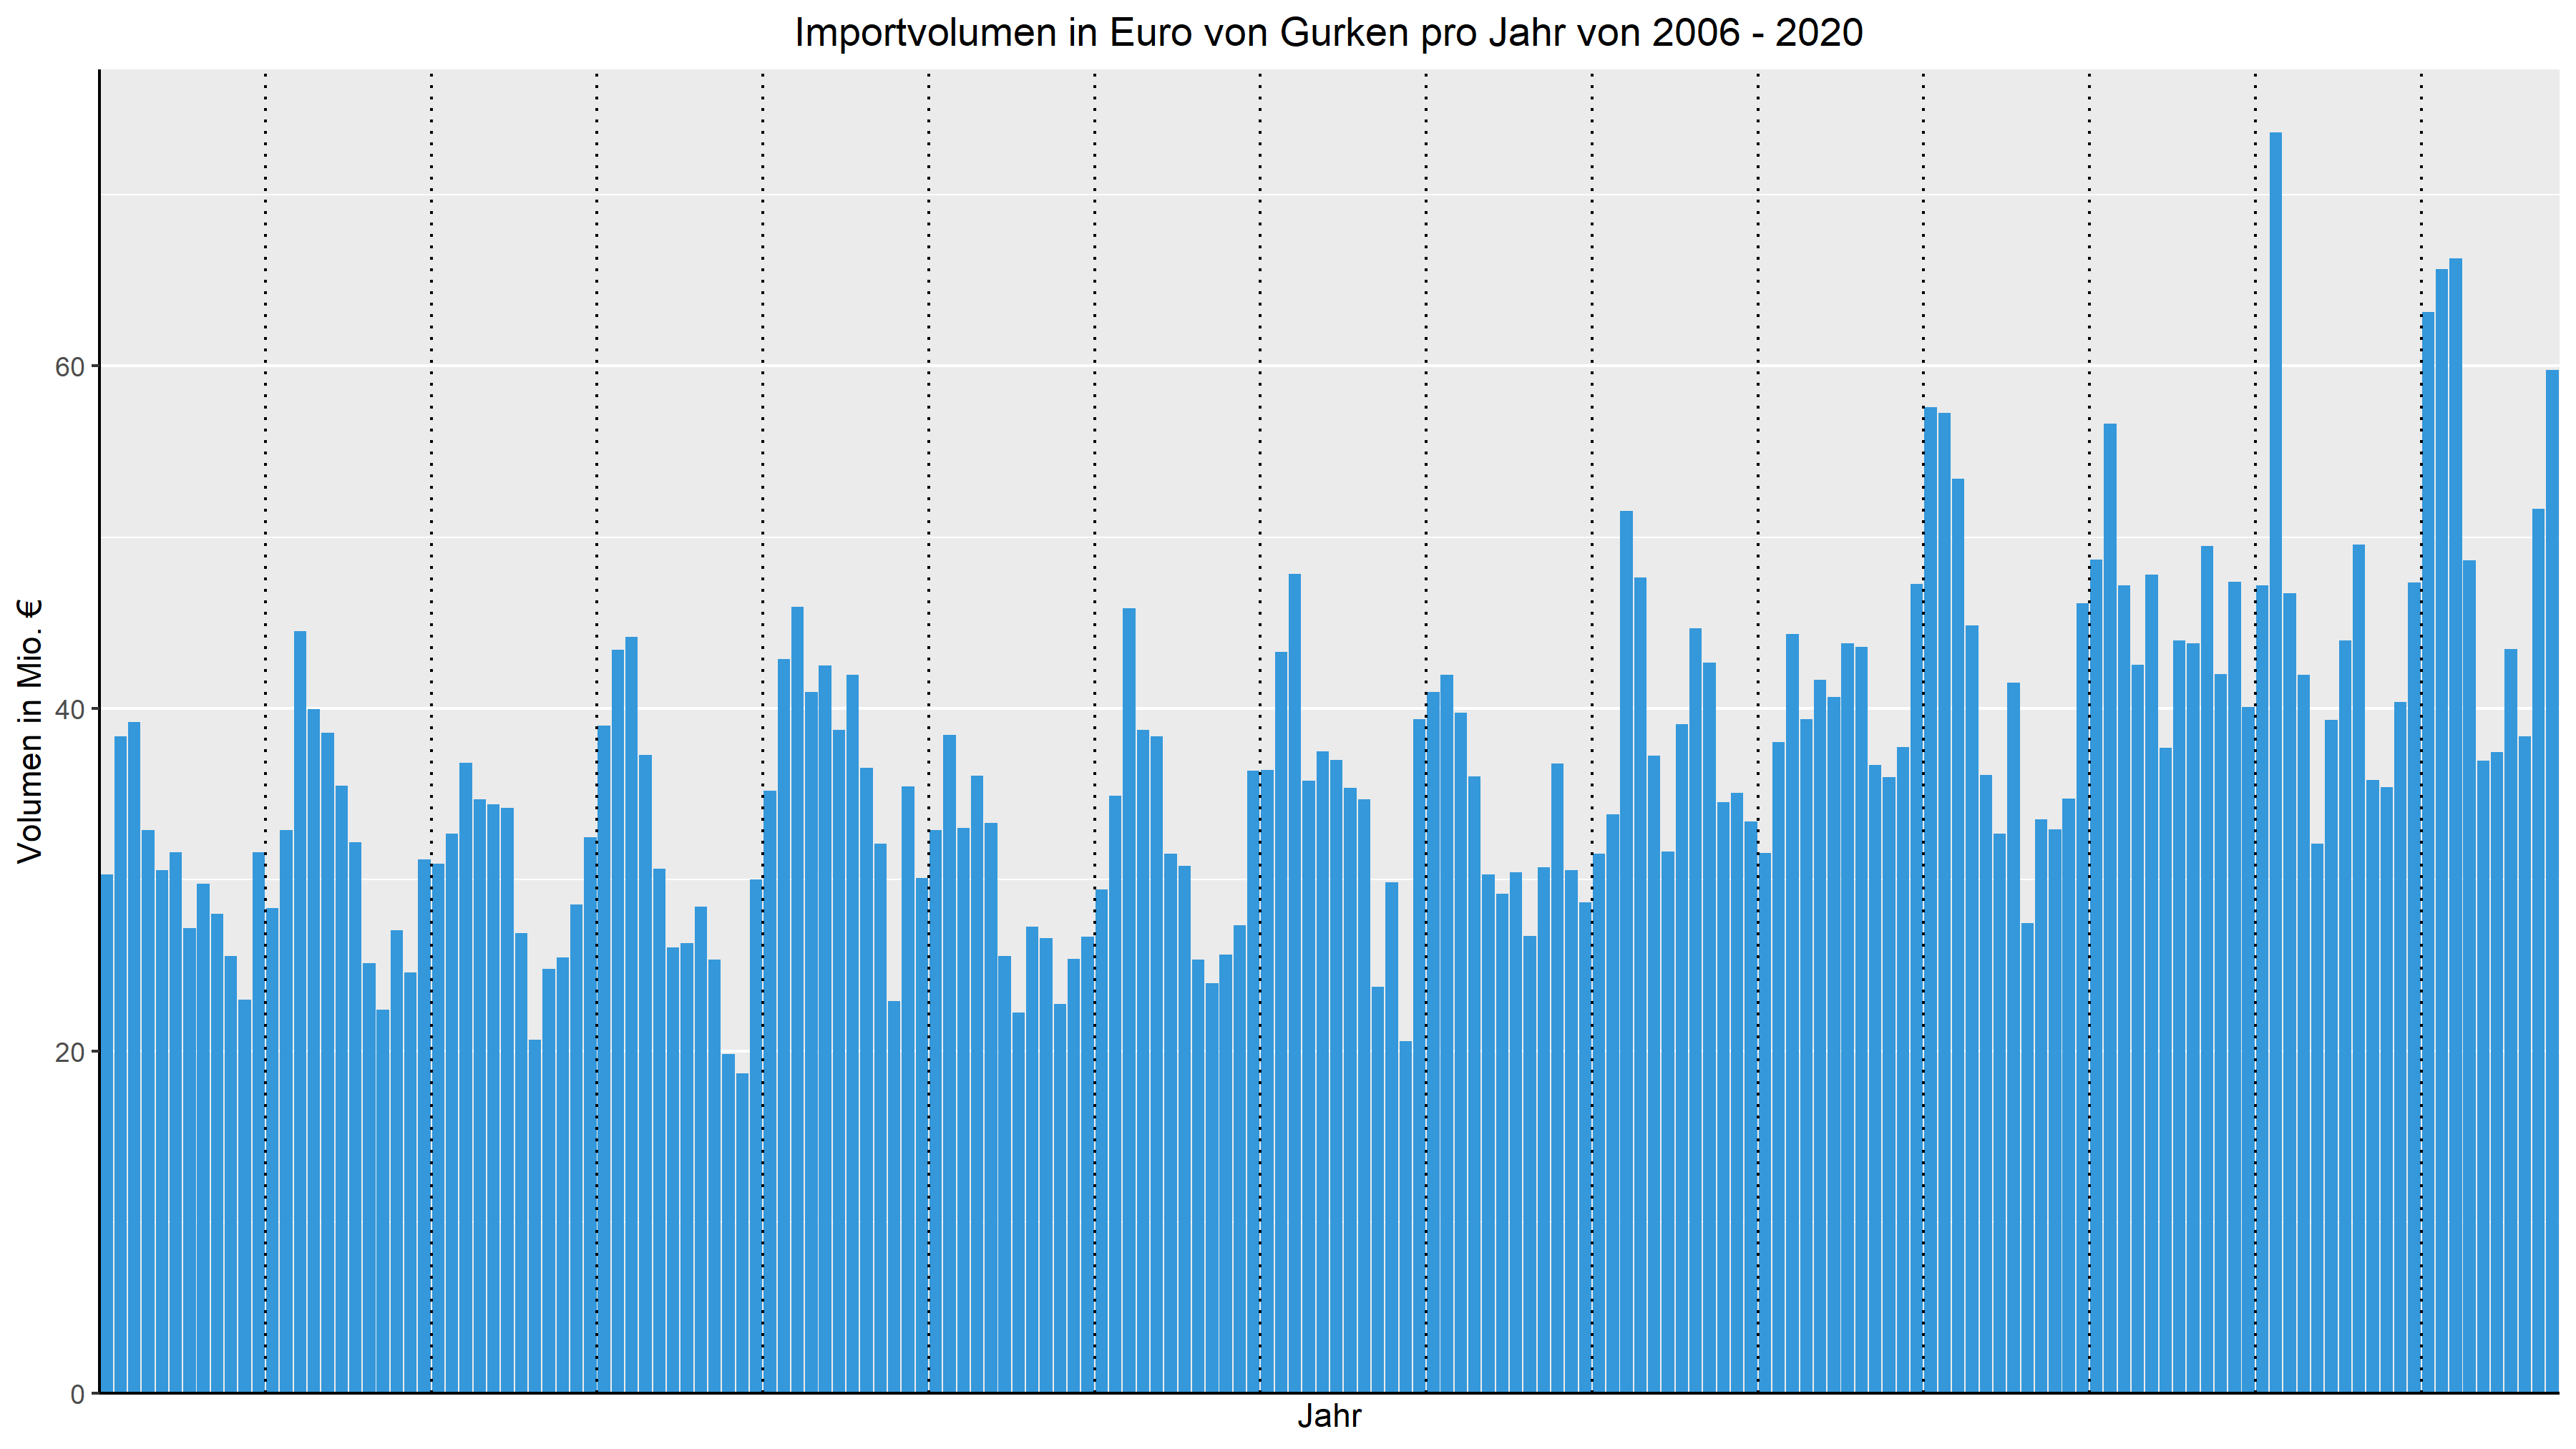 Importvolumen in Euro von Gurken pro Jahr von 2006 - 2020
Volumen in Mio. €
60
40
20
0
Jahr